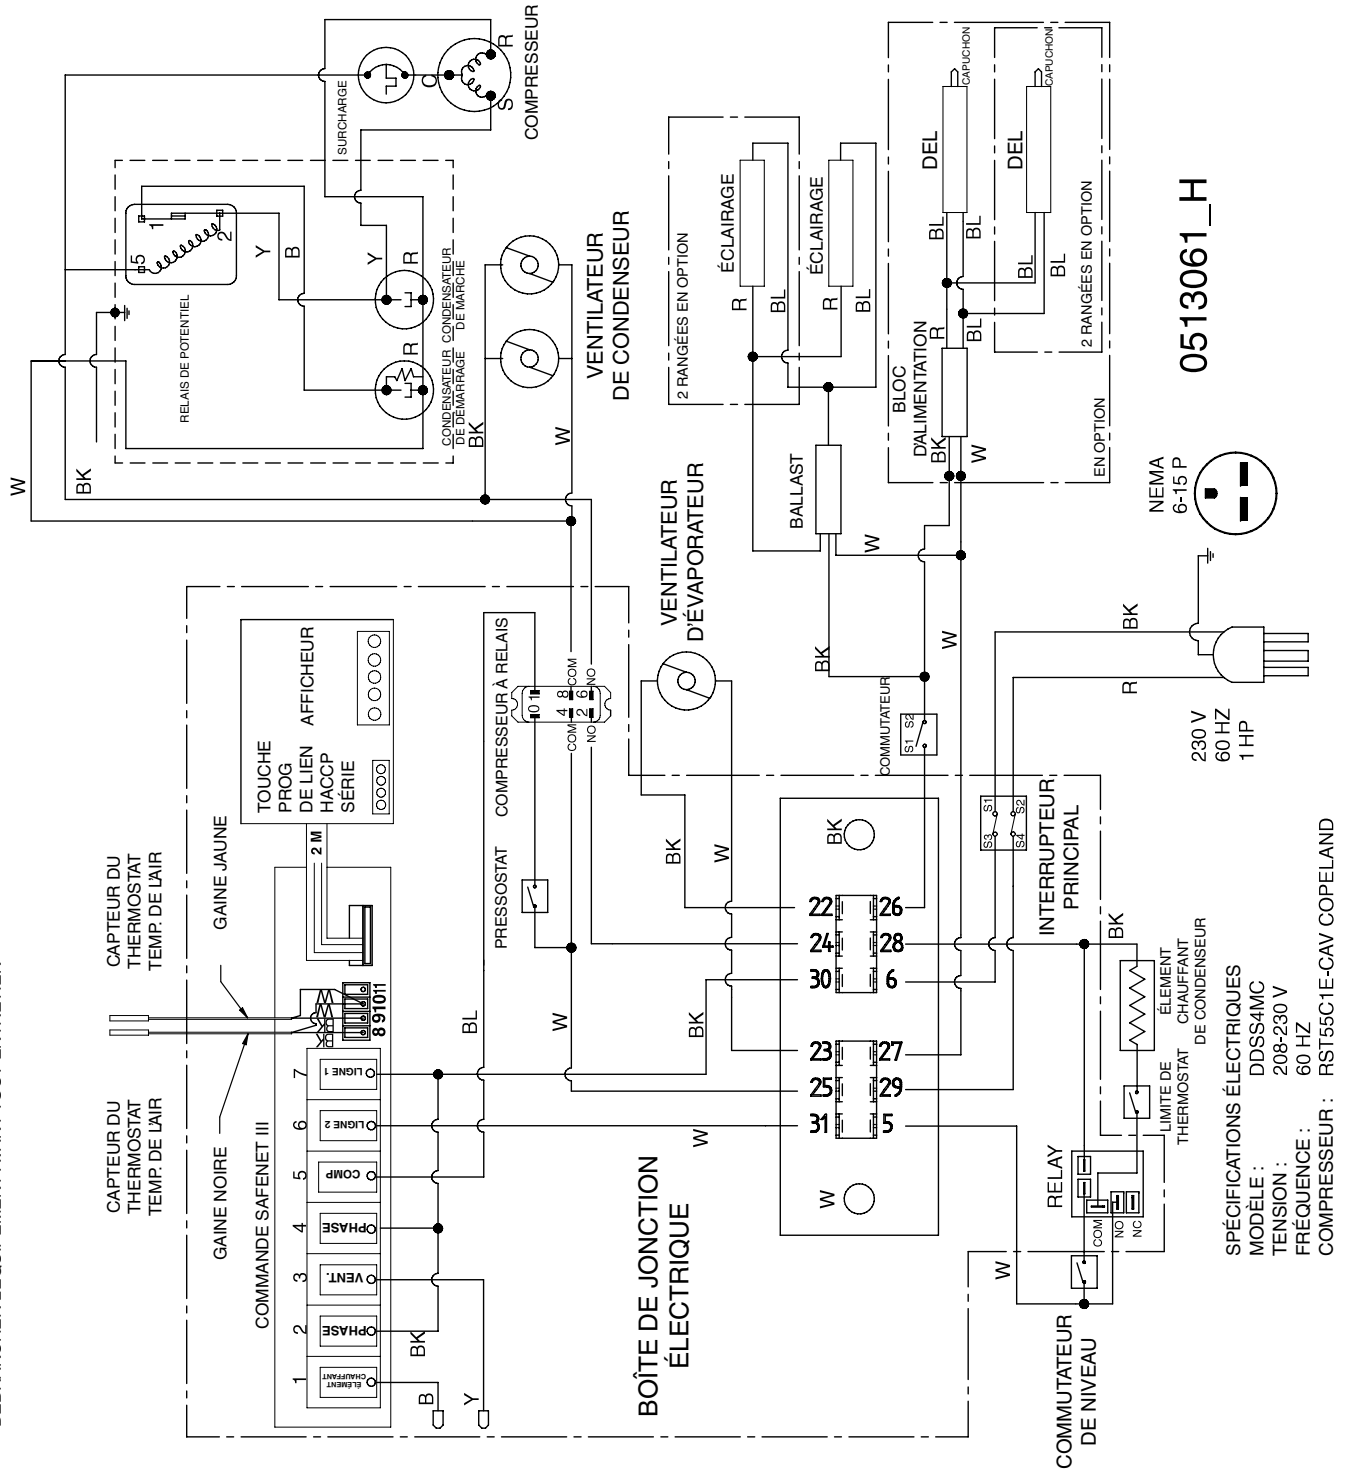 CAPTEUR DU
THERMOSTAT
TEMP. DE L'AIR
GAINE NOIRE
CAPTEUR DU
THERMOSTAT
TEMP. DE L'AIR
GAINE JAUNE
COMMANDE SAFENET III
1
2
3
4
5
6
7
8 9 10 11
ÉLÉMENT
CHAUFFANT
PHASE
VENT.
PHASE
COMP
LIGNE 2
LIGNE 1
2 M
TOUCHE
PROG
DE LIEN
HACCP
SÉRIE
AFFICHEUR
B
Y
BK
BL
W
BK
W
PRESSOSTAT
COMPRESSEUR À RELAIS
0 1
4 8
2 6
COM
NO
COM
NO
BOÎTE DE JONCTION
ÉLECTRIQUE
W
BK
31
25
23
30
24
22
5
29
27
6
28
26
BK
W
VENTILATEUR
D'ÉVAPORATEUR
W
BK
RELAIS DE POTENTIEL
5
1
2
Y
B
Y
R
R
CONDENSATEUR
DE DÉMARRAGE
CONDENSATEUR
DE MARCHE
SURCHARGE
C
S
R
COMPRESSEUR
BK
W
VENTILATEUR
DE CONDENSEUR
2 RANGÉES EN OPTION
ÉCLAIRAGE
R
BL
ÉCLAIRAGE
R
BL
BALLAST
BK
W
COMMUTATEUR
S1 S2
W
BLOC
D'ALIMENTATION
BK
W
R
BL
BL
BL
DEL
CAPUCHON
BL
BL
DEL
CAPUCHON
2 RANGÉES EN OPTION
EN OPTION
INTERRUPTEUR
PRINCIPAL
S3 S1
S4 S2
R
BK
230 V
60 HZ
1 HP
NEMA
6-15 P
0513061_H
COMMUTATEUR
DE NIVEAU
W
RELAY
COM
NO
NC
LIMITE DE
THERMOSTAT
ÉLEMENT
CHAUFFANT
DE CONDENSEUR
BK
SPÉCIFICATIONS ÉLECTRIQUES
MODÈLE : DDSS4MC
TENSION : 208-230 V
FRÉQUENCE : 60 HZ
COMPRESSEUR : RST55C1E-CAV COPELAND